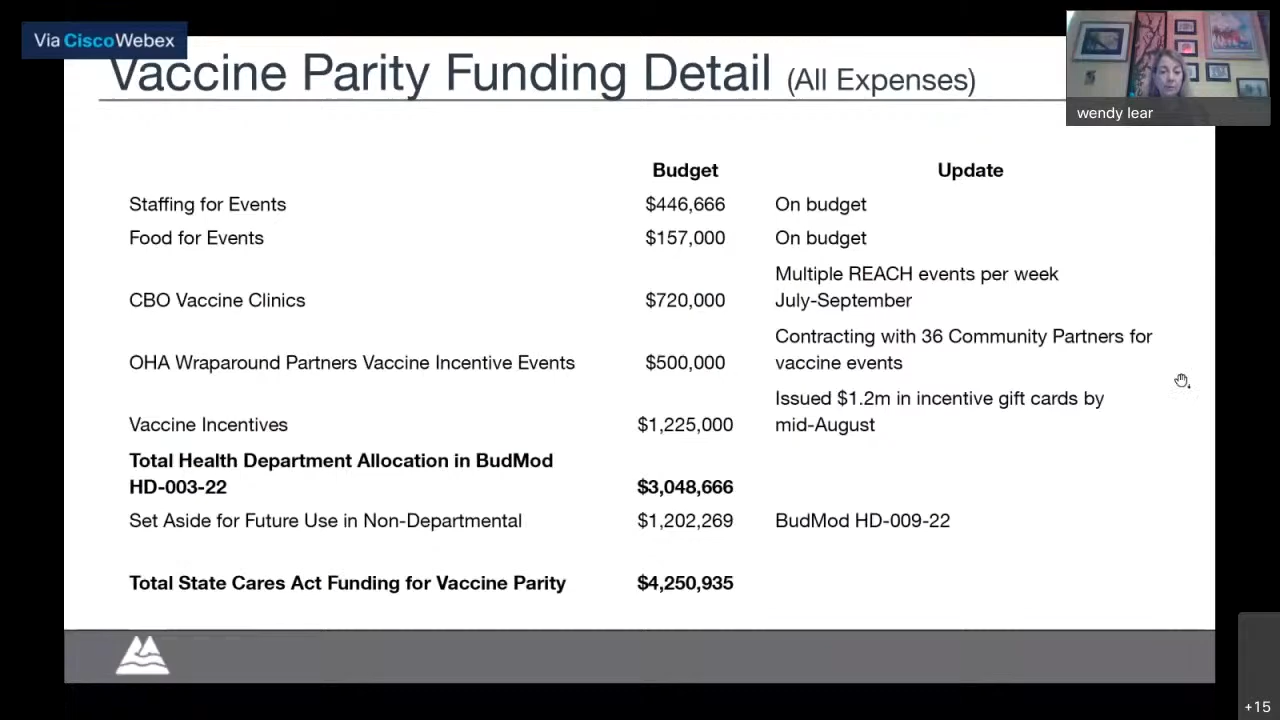 Via Cisco Webex
Vaccine Parity Funding Detail (All Expenses)
wendy lear
Budget Update
Staffing for Events $446,666 On budget
Food for Events $157,000 On budget
Multiple REACH events per week
CBO Vaccine Clinics $720,000 July-September
Contracting with 36 Community Partners for
OHA Wraparound Partners Vaccine Incentive Events $500,000 vaccine events
Issued $1.2m in incentive gift cards by
Vaccine Incentives $1,225,000 mid-August
Total Health Department Allocation in BudMod
HD-003-22 $3,048,666
Set Aside for Future Use in Non-Departmental $1,202,269 BudMod HD-009-22
Total State Cares Act Funding for Vaccine Parity $4,250,935
+15